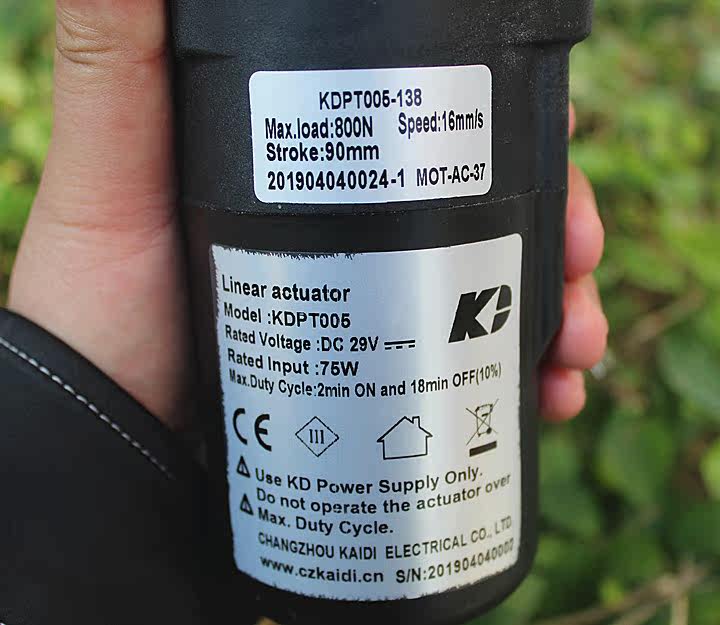 KDPT005-138
Max.load:800N Speed:16mm/s
Stroke:90mm
201904040024-1 MOT-AC-37
Linear actuator
KD
Model :KDPT005
Rated Voltage :DC 29V
Rated Input :75W
Max.Duty Cycle:2min ON and 18min OFF(10%)
CE III
Use KD Power Supply Only.
Do not operate the actuator over
Max. Duty Cycle.
CHANGZHOU KAIDI ELECTRICAL CO., LTD.
www.czkaidi.cn S/N:201904040000